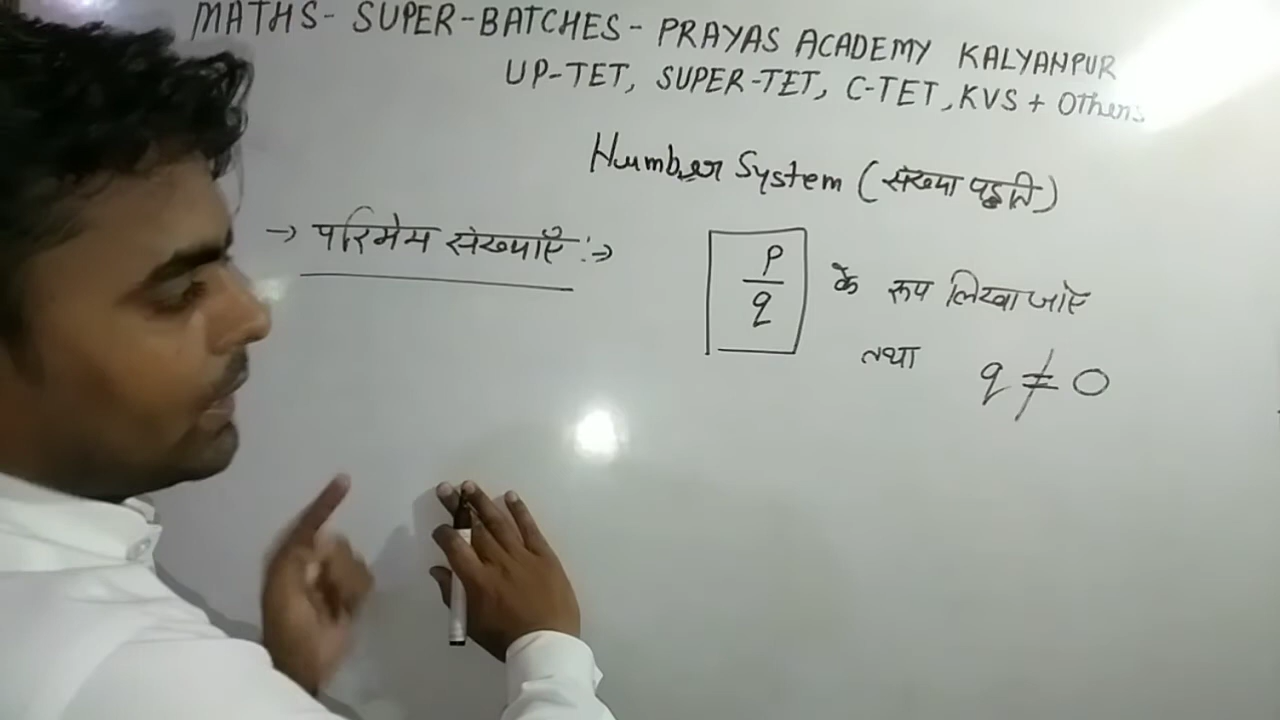 MATHS - SUPER-BATCHES - PRAYAS ACADEMY KALYANPUR
UP-TET, SUPER-TET, C-TET, KVS + Others
Number System (संख्या पद्धति)
→ परिमेय संख्याएँ :→
p/q के रूप लिखा जाऐ
तथा q ≠ 0